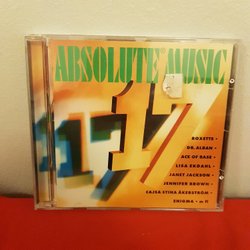 ABSOLUTE MUSIC
17
ROXETTE •
DR. ALBAN •
ACE OF BASE •
LISA EKDAHL •
JANET JACKSON •
JENNIFER BROWN •
CAJSA STINA ÅKERSTRÖM •
ENIGMA • m fl